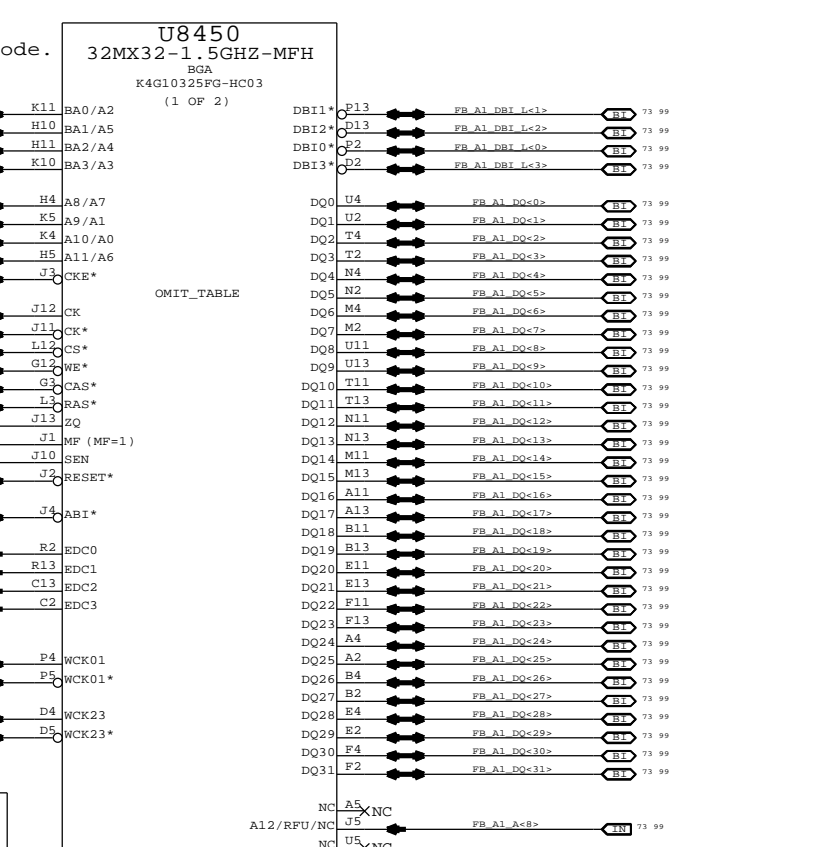 U8450
ode.
32MX32-1.5GHZ-MFH
BGA
K4G10325FG-HC03
(1 OF 2)
K11 BA0/A2 DBI1* P13 FB_A1_DBI_L<1> BI 73 99
H10 BA1/A5 DBI2* D13 FB_A1_DBI_L<2> BI 73 99
H11 BA2/A4 DBI0* P2 FB_A1_DBI_L<0> BI 73 99
K10 BA3/A3 DBI3* D2 FB_A1_DBI_L<3> BI 73 99
H4 A8/A7 DQ0 U4 FB_A1_DQ<0> BI 73 99
K5 A9/A1 DQ1 U2 FB_A1_DQ<1> BI 73 99
K4 A10/A0 DQ2 T4 FB_A1_DQ<2> BI 73 99
H5 A11/A6 DQ3 T2 FB_A1_DQ<3> BI 73 99
J3 CKE* DQ4 N4 FB_A1_DQ<4> BI 73 99
OMIT_TABLE DQ5 N2 FB_A1_DQ<5> BI 73 99
J12 CK DQ6 M4 FB_A1_DQ<6> BI 73 99
J11 CK* DQ7 M2 FB_A1_DQ<7> BI 73 99
L12 CS* DQ8 U11 FB_A1_DQ<8> BI 73 99
G12 WE* DQ9 U13 FB_A1_DQ<9> BI 73 99
G3 CAS* DQ10 T11 FB_A1_DQ<10> BI 73 99
L3 RAS* DQ11 T13 FB_A1_DQ<11> BI 73 99
J13 ZQ DQ12 N11 FB_A1_DQ<12> BI 73 99
J1 MF (MF=1) DQ13 N13 FB_A1_DQ<13> BI 73 99
J10 SEN DQ14 M11 FB_A1_DQ<14> BI 73 99
J2 RESET* DQ15 M13 FB_A1_DQ<15> BI 73 99
DQ16 A11 FB_A1_DQ<16> BI 73 99
J4 ABI* DQ17 A13 FB_A1_DQ<17> BI 73 99
DQ18 B11 FB_A1_DQ<18> BI 73 99
R2 EDC0 DQ19 B13 FB_A1_DQ<19> BI 73 99
R13 EDC1 DQ20 E11 FB_A1_DQ<20> BI 73 99
C13 EDC2 DQ21 E13 FB_A1_DQ<21> BI 73 99
C2 EDC3 DQ22 F11 FB_A1_DQ<22> BI 73 99
DQ23 F13 FB_A1_DQ<23> BI 73 99
DQ24 A4 FB_A1_DQ<24> BI 73 99
P4 WCK01 DQ25 A2 FB_A1_DQ<25> BI 73 99
P5 WCK01* DQ26 B4 FB_A1_DQ<26> BI 73 99
DQ27 B2 FB_A1_DQ<27> BI 73 99
D4 WCK23 DQ28 E4 FB_A1_DQ<28> BI 73 99
D5 WCK23* DQ29 E2 FB_A1_DQ<29> BI 73 99
DQ30 F4 FB_A1_DQ<30> BI 73 99
DQ31 F2 FB_A1_DQ<31> BI 73 99
NC A5 NC
A12/RFU/NC J5 FB_A1_A<8> IN 73 99
NC U5 NC